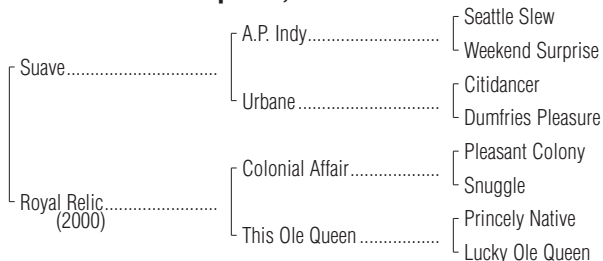 Seattle Slew
A.P. Indy
Weekend Surprise
Suave
Citidancer
Urbane
Dumfries Pleasure
Pleasant Colony
Colonial Affair
Snuggle
Royal Relic
(2000)
Princely Native
This Ole Queen
Lucky Ole Queen